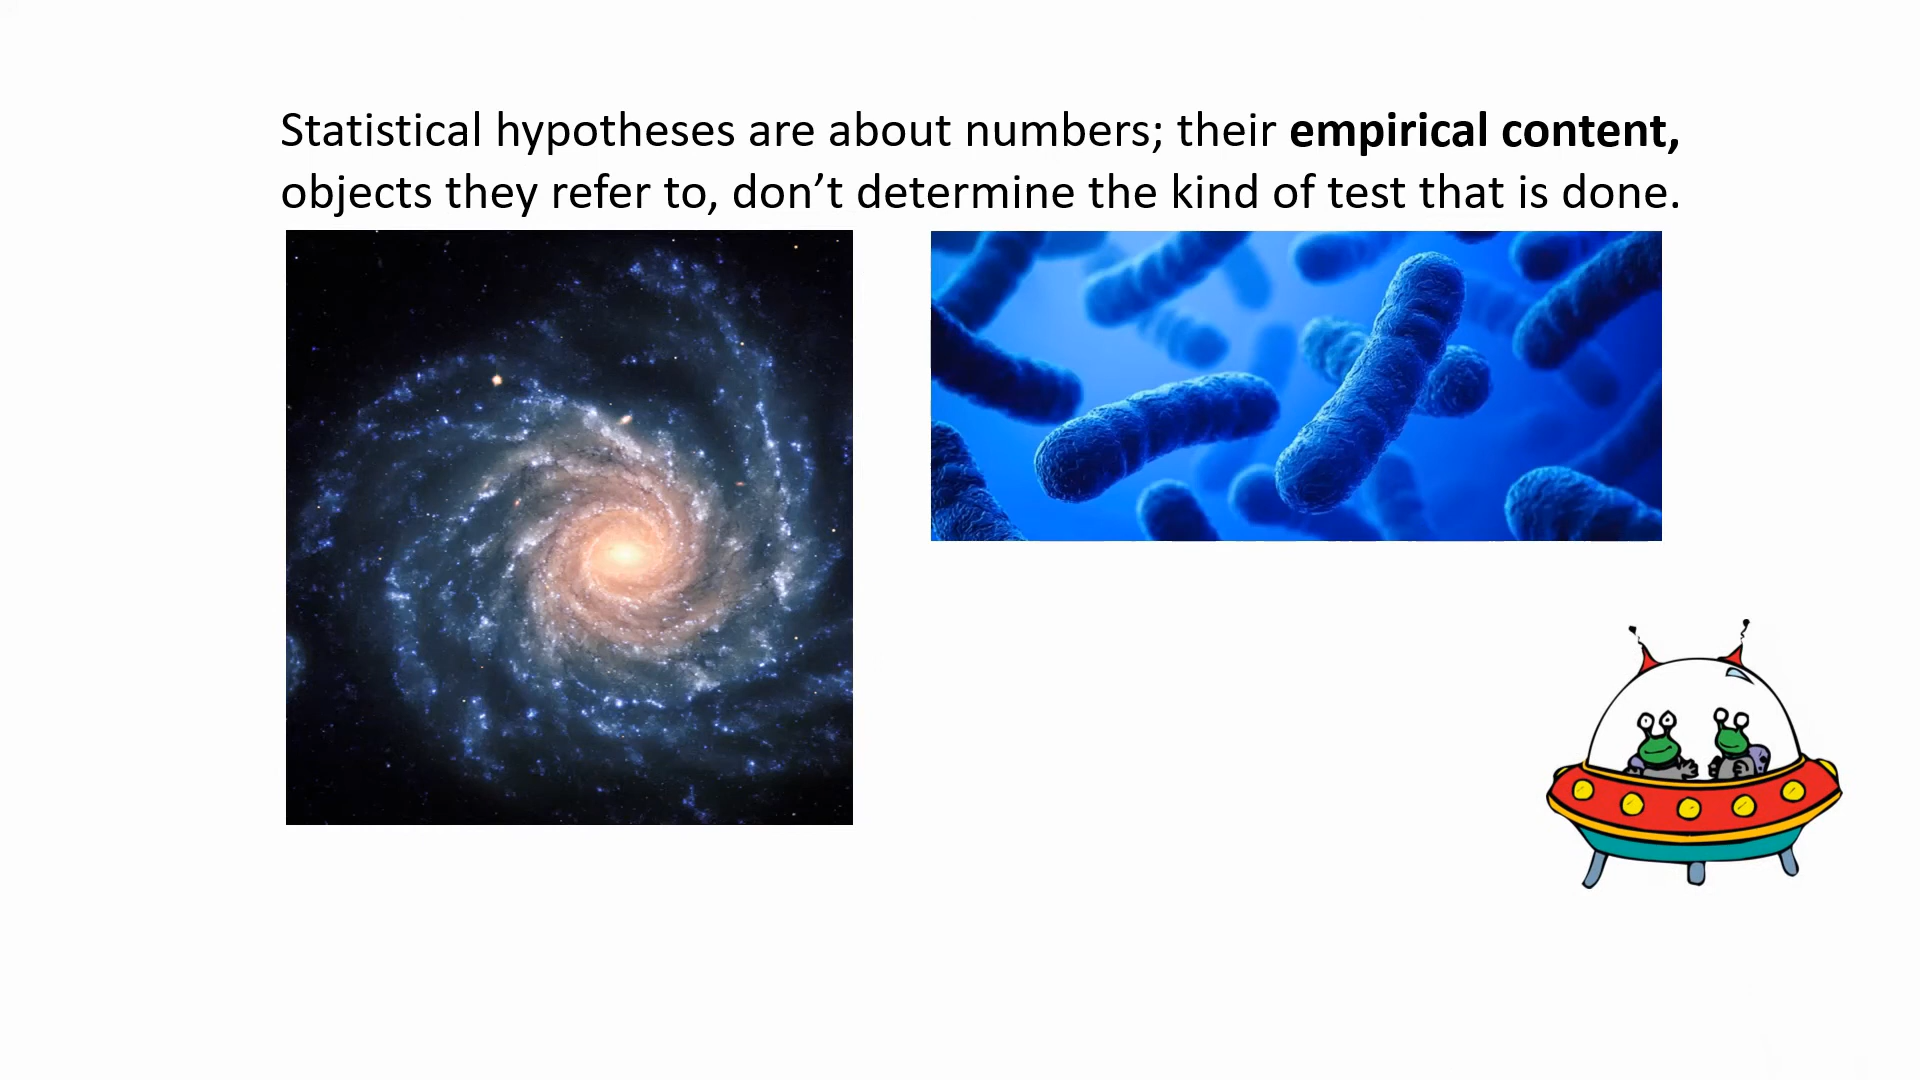 Statistical hypotheses are about numbers; their empirical content,
objects they refer to, don’t determine the kind of test that is done.